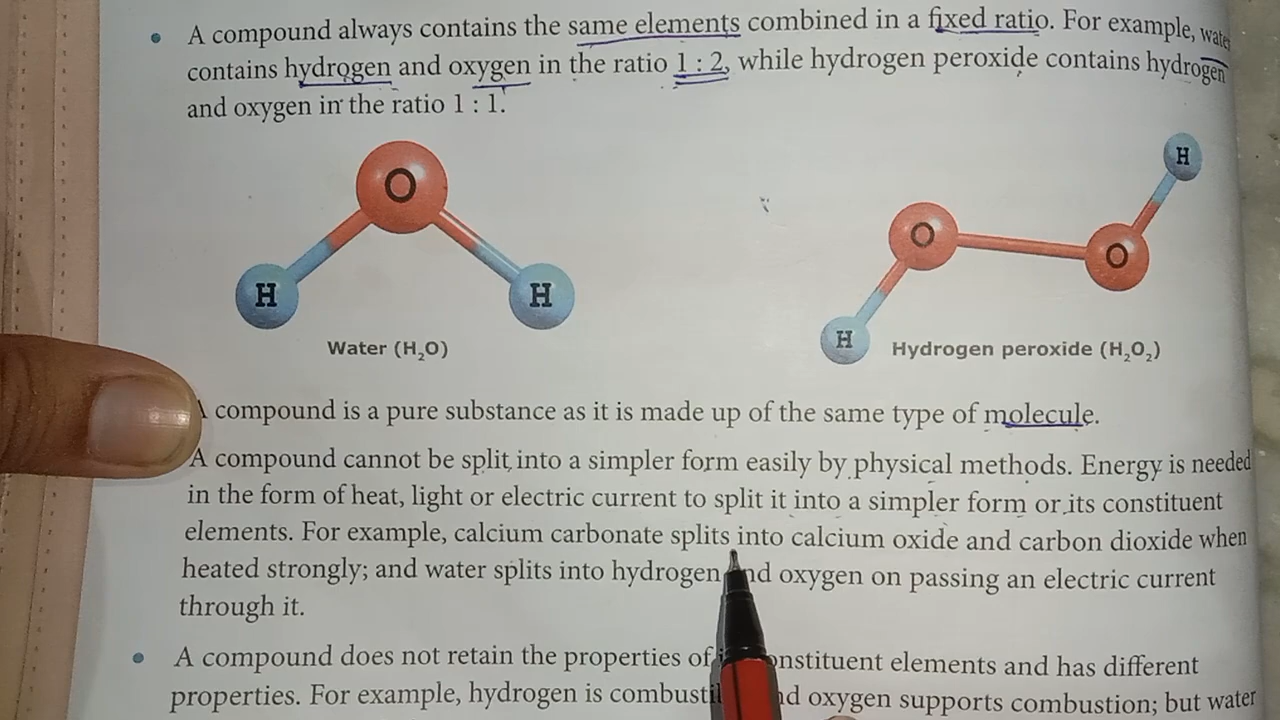 A compound always contains the same elements combined in a fixed ratio. For example, water
contains hydrogen and oxygen in the ratio 1 : 2, while hydrogen peroxide contains hydrogen
and oxygen in the ratio 1 : 1.
H
O
O
O
H
H
H
Water (H₂O)
Hydrogen peroxide (H₂O₂)
A compound is a pure substance as it is made up of the same type of molecule.
A compound cannot be split into a simpler form easily by physical methods. Energy is needed
in the form of heat, light or electric current to split it into a simpler form or its constituent
elements. For example, calcium carbonate splits into calcium oxide and carbon dioxide when
heated strongly; and water splits into hydrogen and oxygen on passing an electric current
through it.
A compound does not retain the properties of constituent elements and has different
properties. For example, hydrogen is and oxygen supports combustion; but water